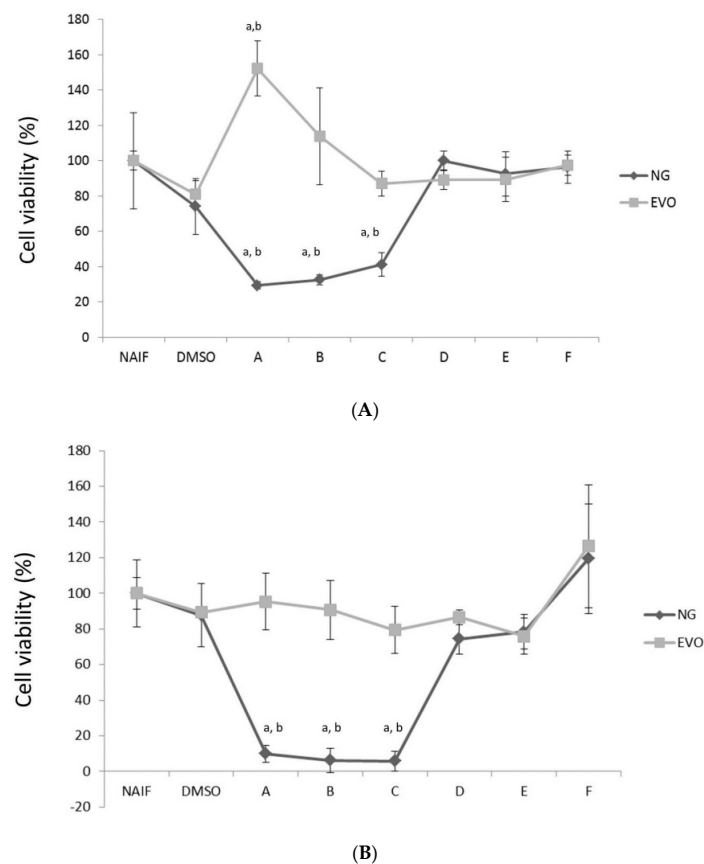 180
160
140
120
100
80
60
40
20
0
Cell viability (%)
a,b
a, b
a, b
a, b
NG
EVO
NAIF DMSO A B C D E F
(A)
180
160
140
120
100
80
60
40
20
0
-20
Cell viability (%)
a, b
a, b
a, b
NG
EVO
NAIF DMSO A B C D E F
(B)